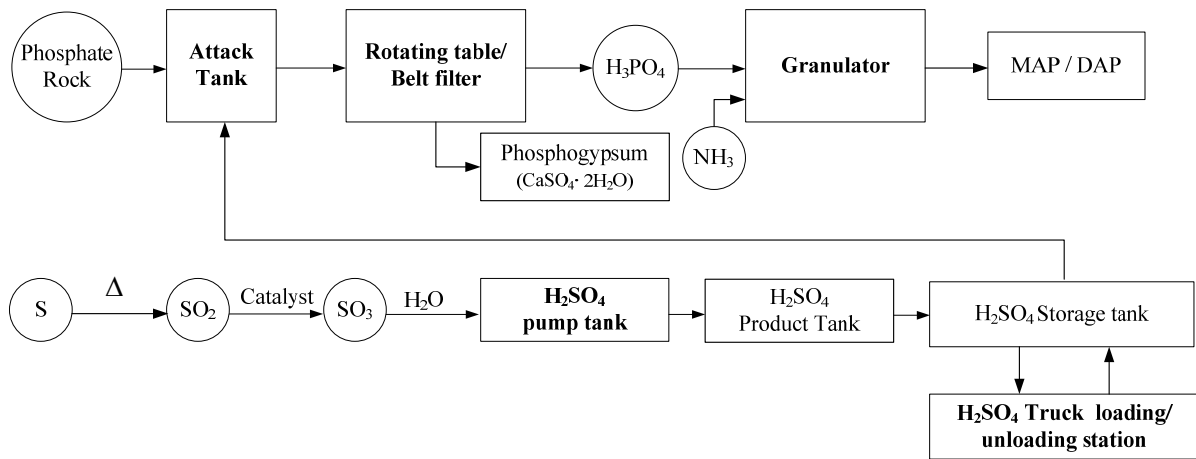 Phosphate
Rock
Attack
Tank
Rotating table/
Belt filter
H₃PO₄
Granulator
MAP / DAP
Phosphogypsum
(CaSO₄· 2H₂O)
NH₃
S
Δ
SO₂
Catalyst
SO₃
H₂O
H₂SO₄
pump tank
H₂SO₄
Product Tank
H₂SO₄ Storage tank
H₂SO₄ Truck loading/
unloading station